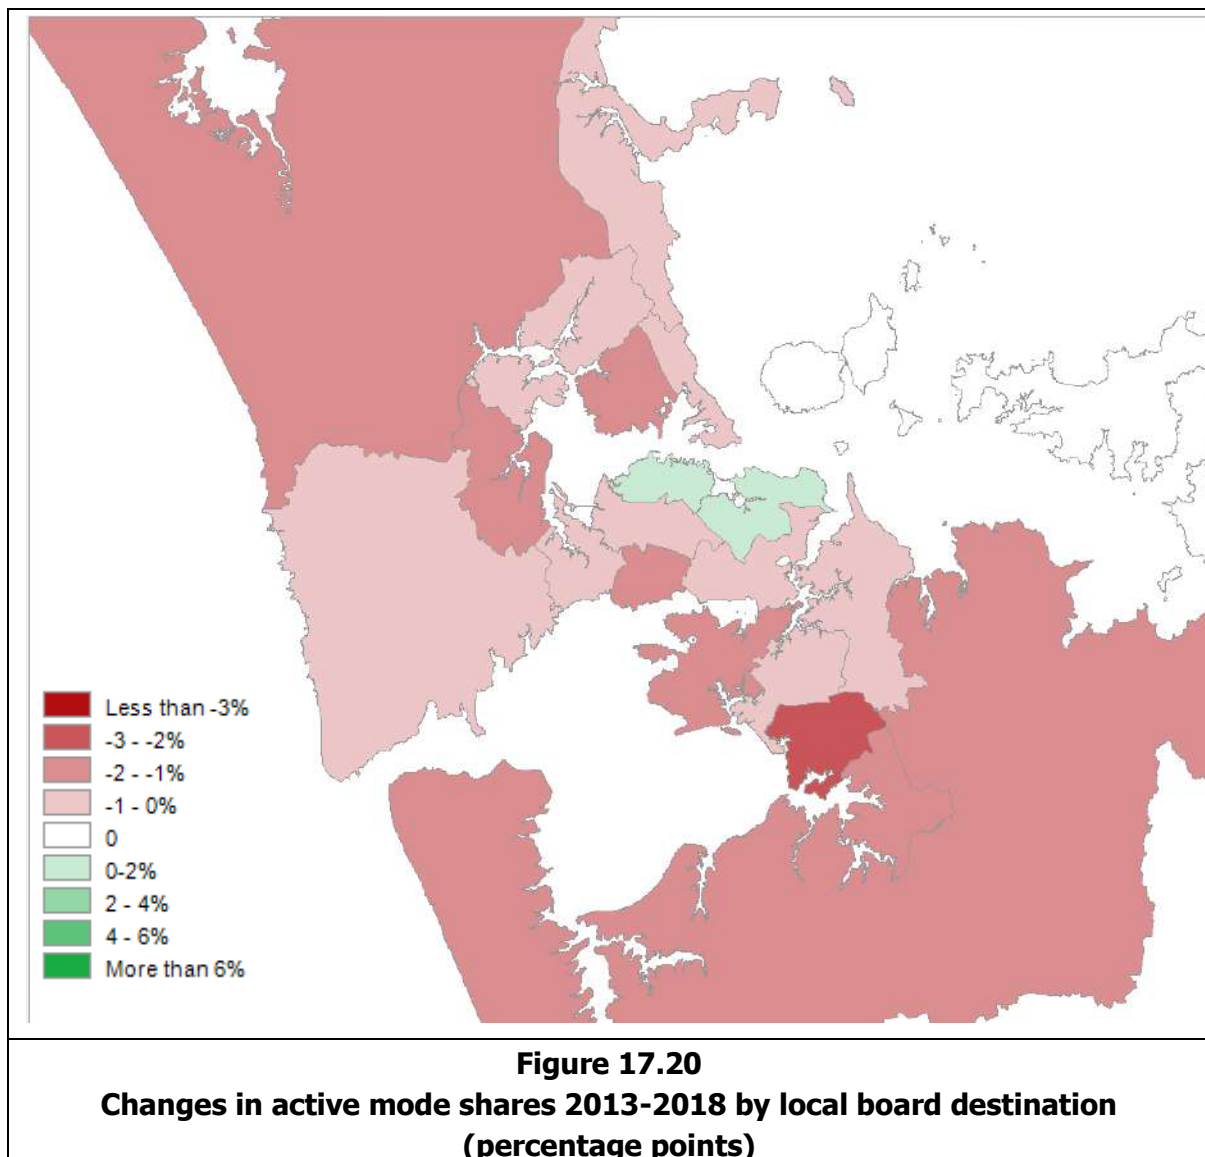 Less than -3%
-3 - -2%
-2 - -1%
-1 - 0%
0
0-2%
2 - 4%
4 - 6%
More than 6%
Figure 17.20
Changes in active mode shares 2013-2018 by local board destination
(percentage points)